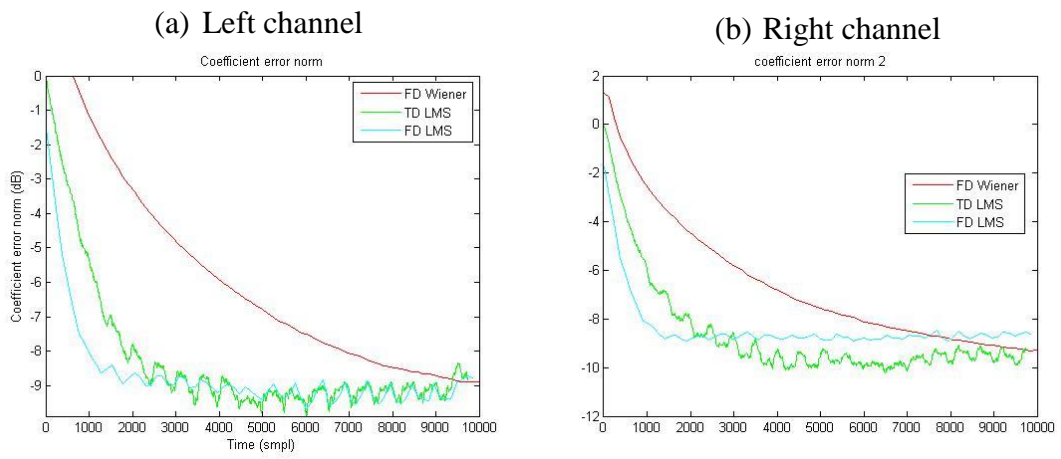 (a) Left channel
Coefficient error norm
0
-1
-2
-3
-4
-5
-6
-7
-8
-9
Coefficient error norm (dB)
FD Wiener
TD LMS
FD LMS
0 1000 2000 3000 4000 5000 6000 7000 8000 9000 10000
Time (smpl)
(b) Right channel
coefficient error norm 2
2
0
-2
-4
-6
-8
-10
-12
FD Wiener
TD LMS
FD LMS
0 1000 2000 3000 4000 5000 6000 7000 8000 9000 10000